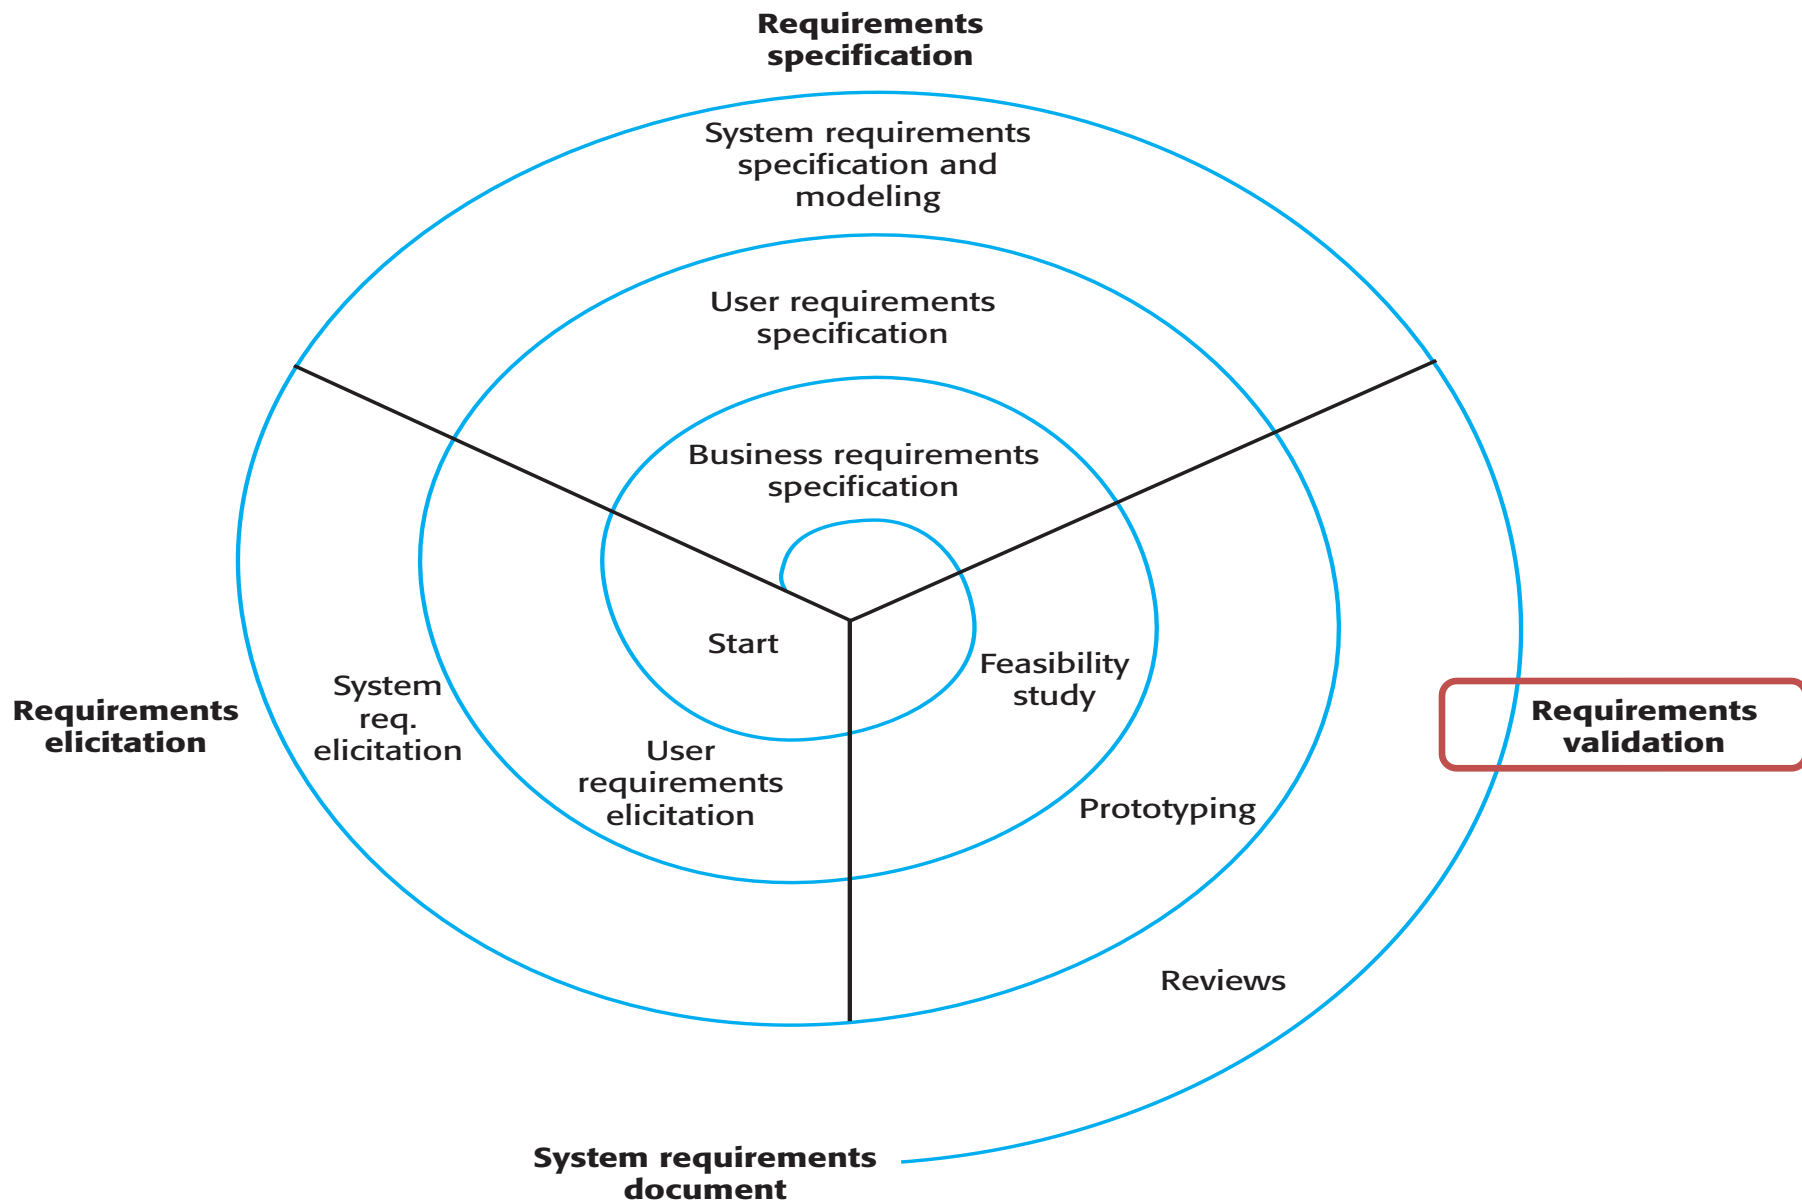 Requirements
specification
System requirements
specification and
modeling
User requirements
specification
Business requirements
specification
Start
Feasibility
study
System
req.
elicitation
Requirements
elicitation
User
requirements
elicitation
Requirements
validation
Prototyping
Reviews
System requirements
document